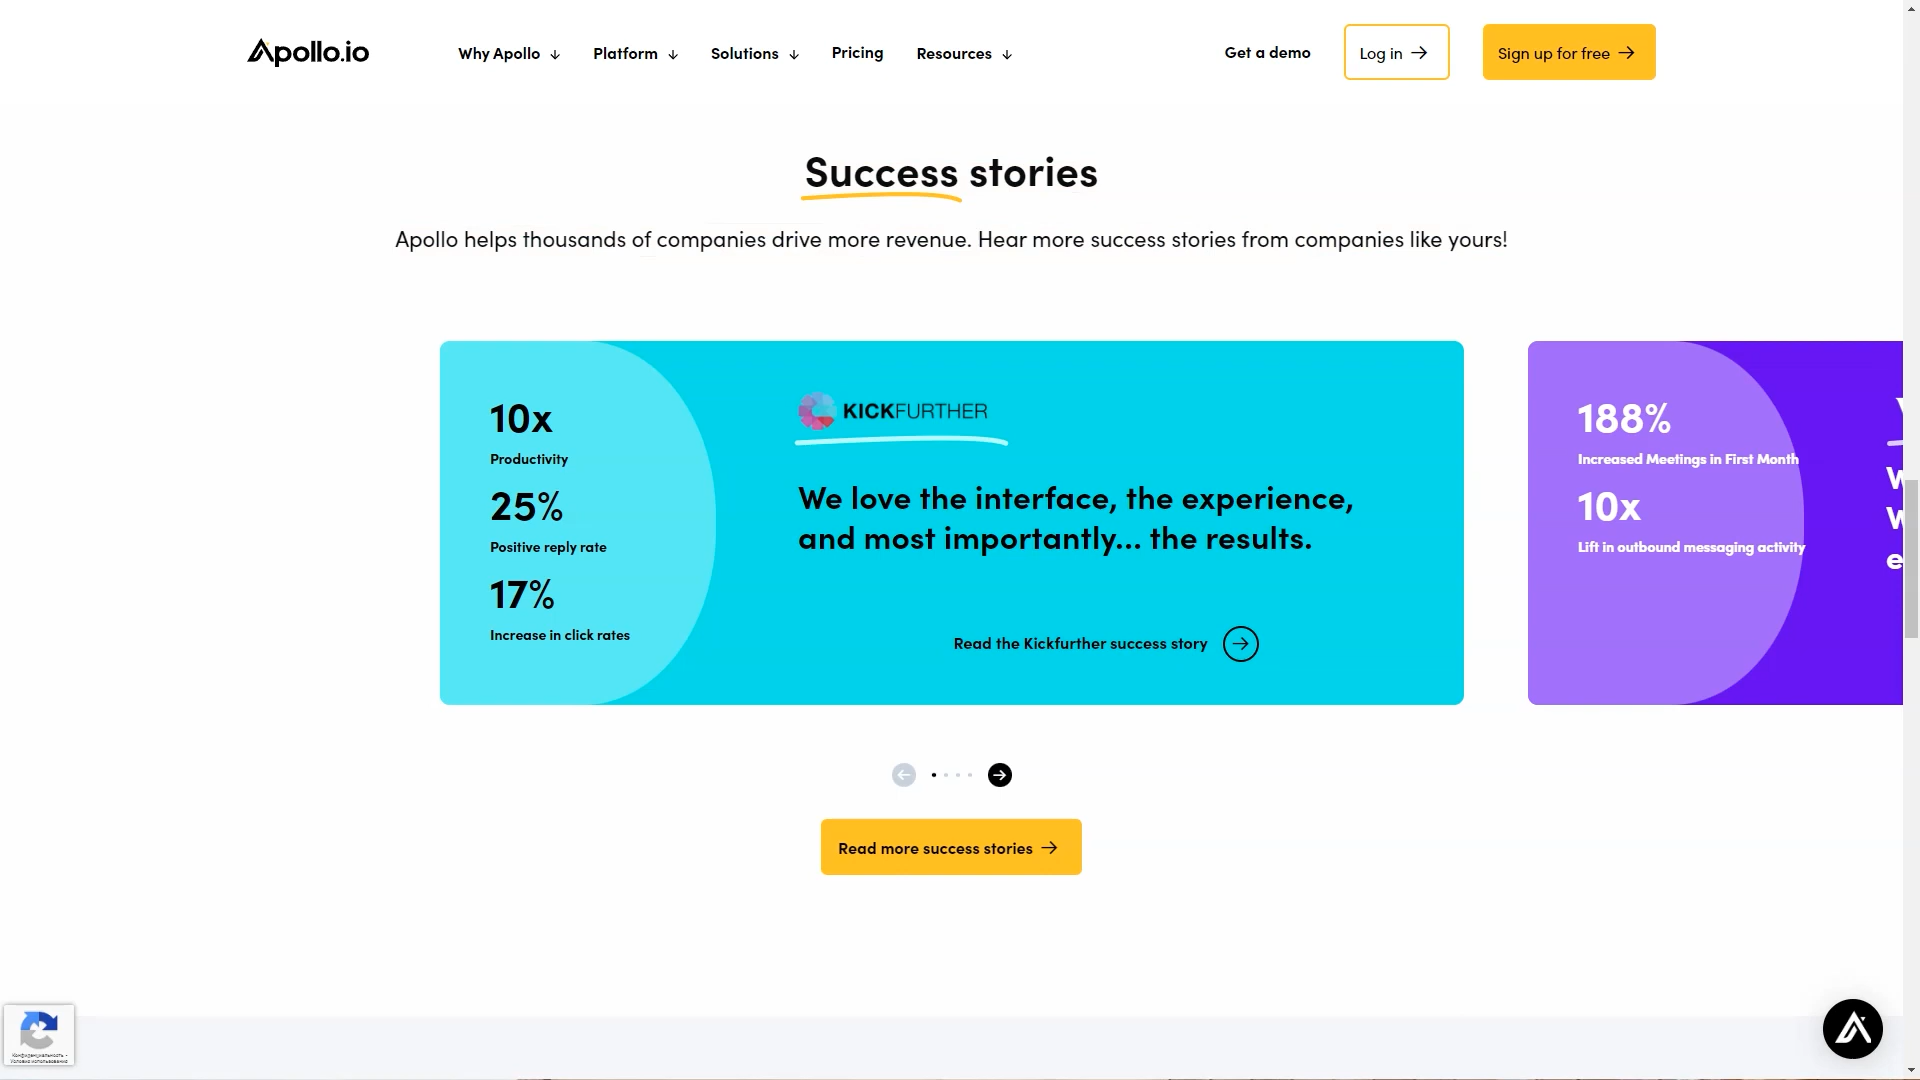 Apollo.io
Why Apollo
Platform
Solutions
Pricing
Resources
Get a demo
Log in
Sign up for free
Success stories
Apollo helps thousands of companies drive more revenue. Hear more success stories from companies like yours!
10x
Productivity
25%
Positive reply rate
17%
Increase in click rates
KICKFURTHER
We love the interface, the experience,
and most importantly... the results.
Read the Kickfurther success story
188%
Increased Meetings in First Month
10x
Lift in outbound messaging activity
Read more success stories
Конфиденциальность -
Условия использования